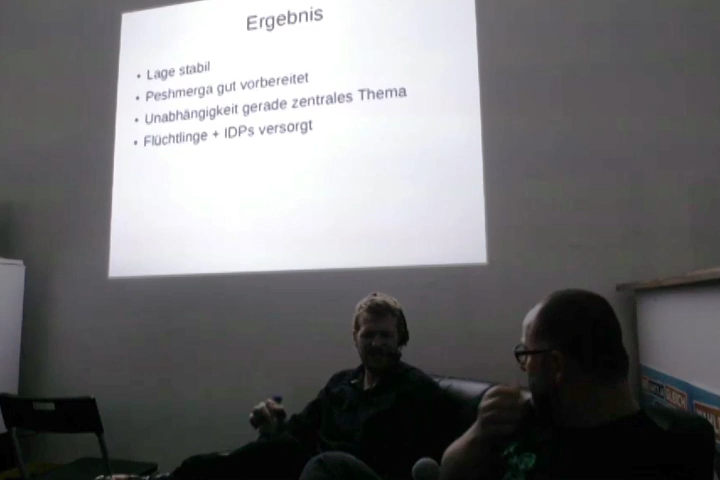 Ergebnis
• Lage stabil
• Peshmerga gut vorbereitet
• Unabhängigkeit gerade zentrales Thema
• Flüchtlinge + IDPs versorgt